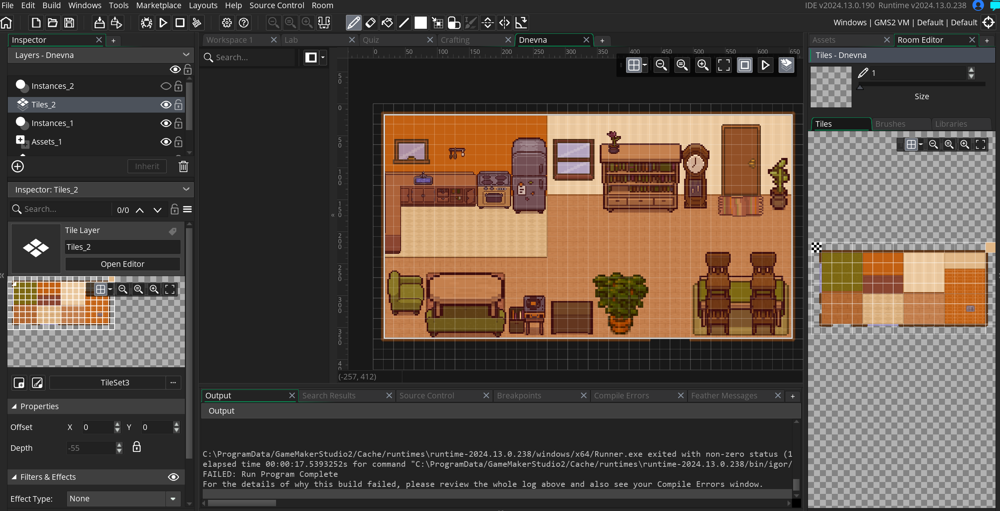 File Edit Build Windows Tools Marketplace Layouts Help Source Control Room
IDE v2024.13.0.190 Runtime v2024.13.0.238
Windows | GMS2 VM | Default | Default
Inspector
+
Layers - Dnevna
Instances_2
Tiles_2
Instances_1
Assets_1
Inherit
Inspector: Tiles_2
Search...
0/0
Tile Layer
Tiles_2
Open Editor
TileSet3
...
Properties
Offset X 0 Y 0
Depth -55
Filters & Effects
Effect Type: None
Workspace 1
Lab
Quiz
Crafting
Dnevna
+
Search...
0 50 100 150 200 250 300 350 400 450 500 550 600 650
50
0
50
100
150
200
250
300
350
40
(-257, 412)
Output
Search Results
Source Control
Breakpoints
Compile Errors
Feather Messages
+
Output
C:\ProgramData/GameMakerStudio2/Cache/runtimes\runtime-2024.13.0.238/windows/x64/Runner.exe exited with non-zero status (1
elapsed time 00:00:17.5393252s for command "C:\ProgramData/GameMakerStudio2/Cache/runtimes\runtime-2024.13.0.238/bin/igor/
FAILED: Run Program Complete
For the details of why this build failed, please review the whole log above and also see your Compile Errors window.
Assets
Room Editor
+
Tiles - Dnevna
1
Size
Tiles
Brushes
Libraries